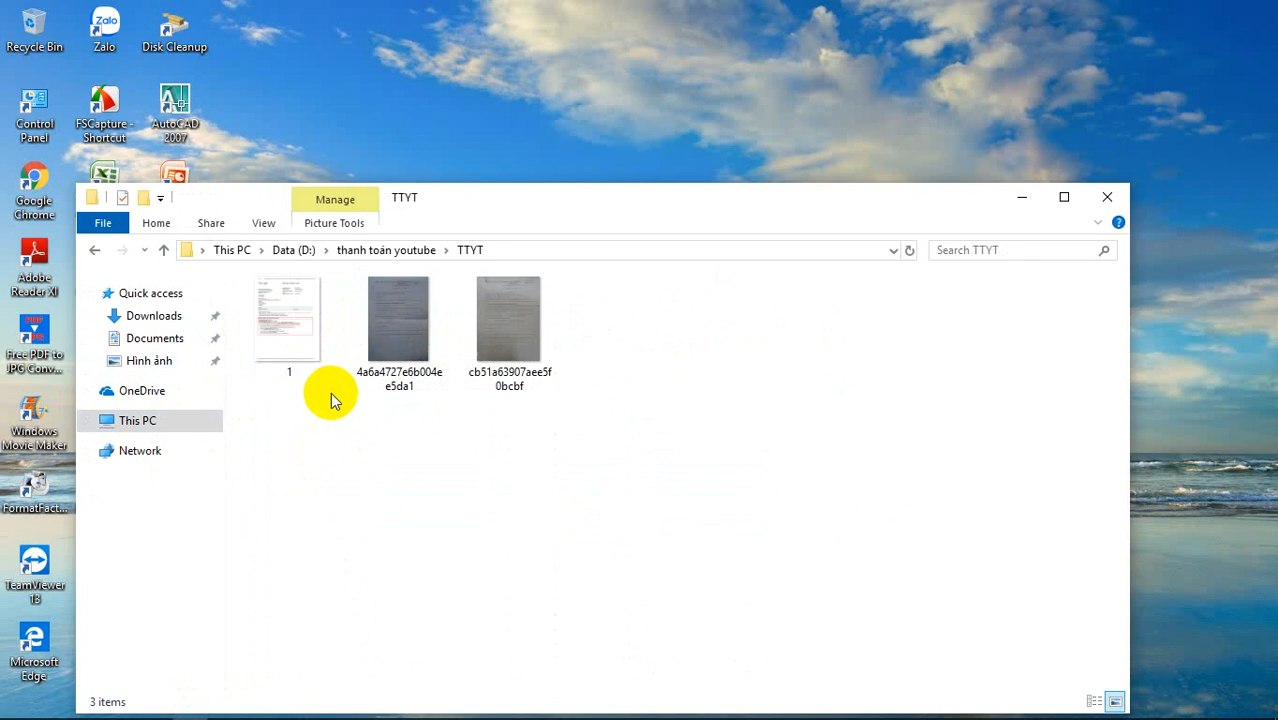 Recycle Bin
Zalo
Zalo
Disk Cleanup
Control
Panel
FSCapture -
Shortcut
AutoCAD
2007
Google
Chrome
Adobe
Reader XI
Free PDF to
JPG Conv...
Windows
Movie Maker
FormatFact...
TeamViewer
13
Microsoft
Edge
Manage
TTYT
File
Home
Share
View
Picture Tools
This PC
Data (D:)
thanh toán youtube
TTYT
Search TTYT
Quick access
Downloads
Documents
Hình ảnh
OneDrive
This PC
Network
1
4a6a4727e6b004e
e5da1
cb51a63907aee5f
0bcbf
3 items